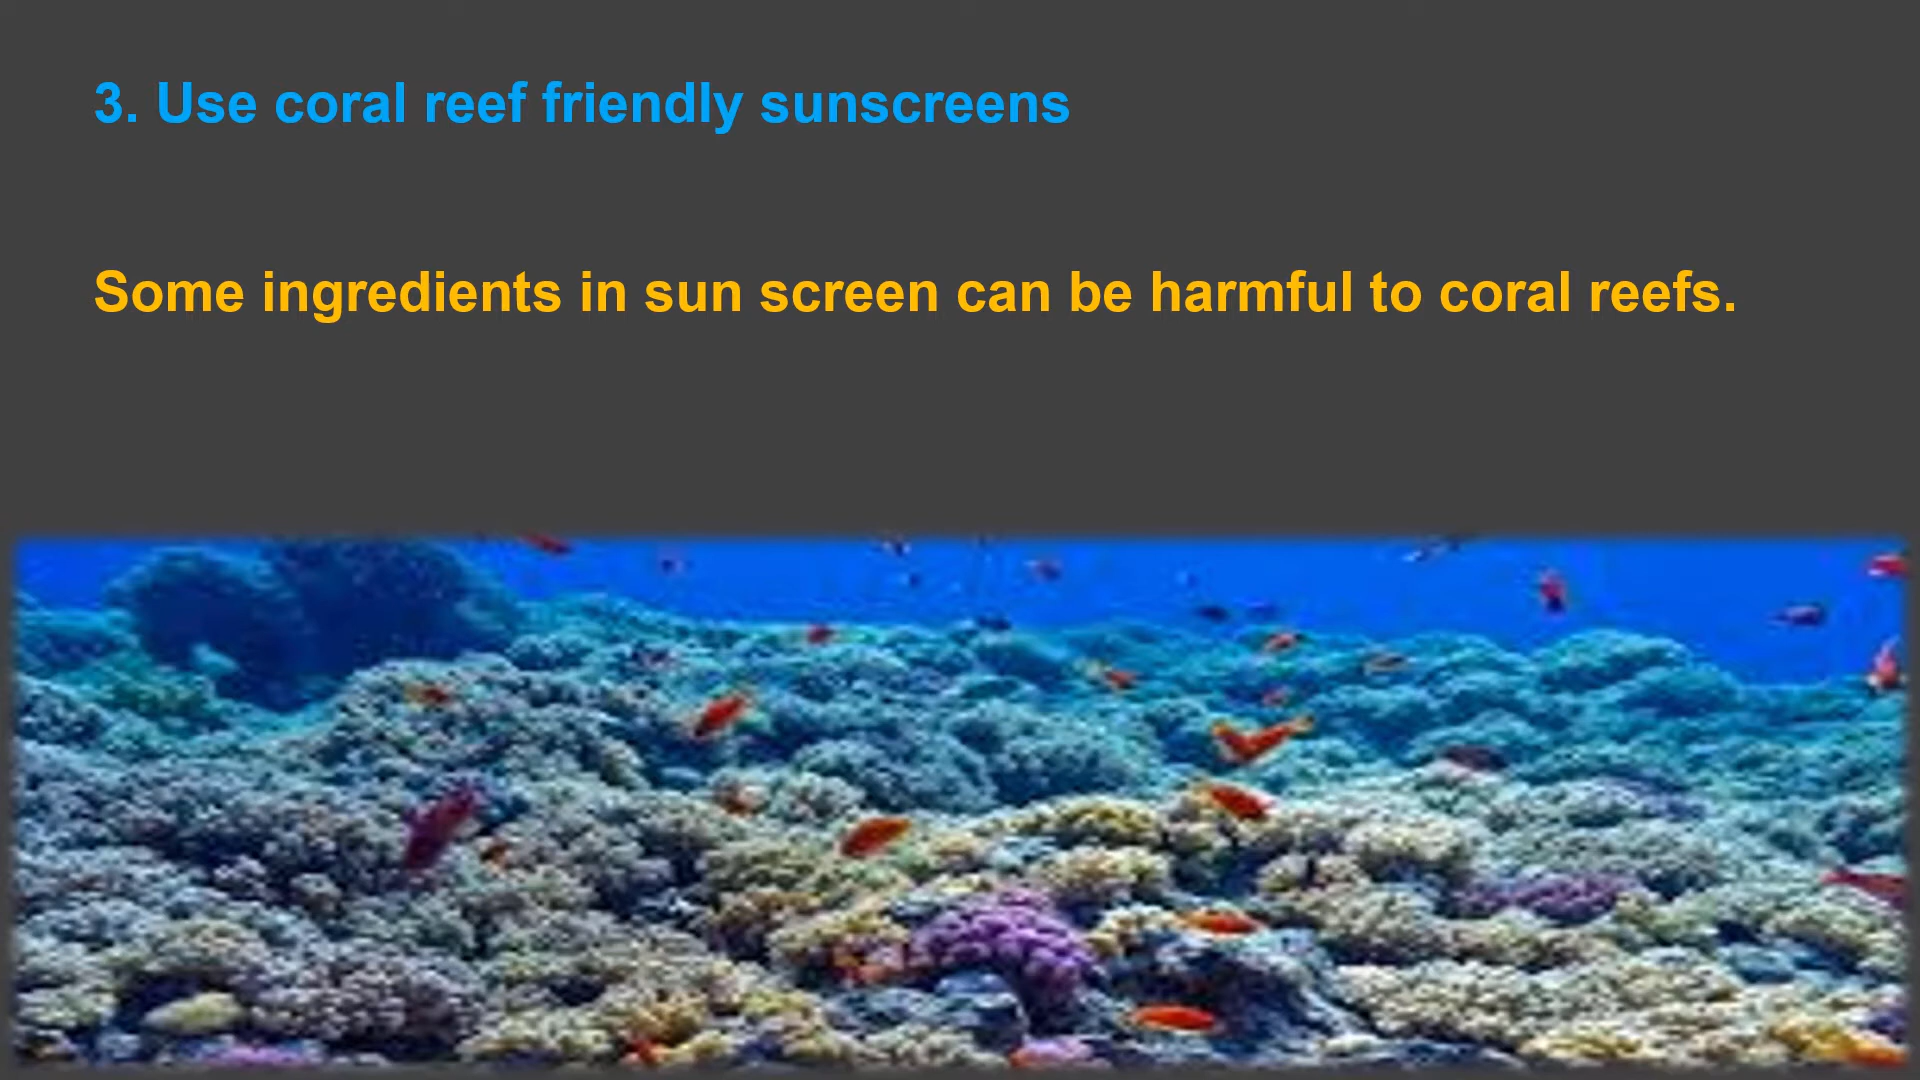 3. Use coral reef friendly sunscreens
Some ingredients in sun screen can be harmful to coral reefs.